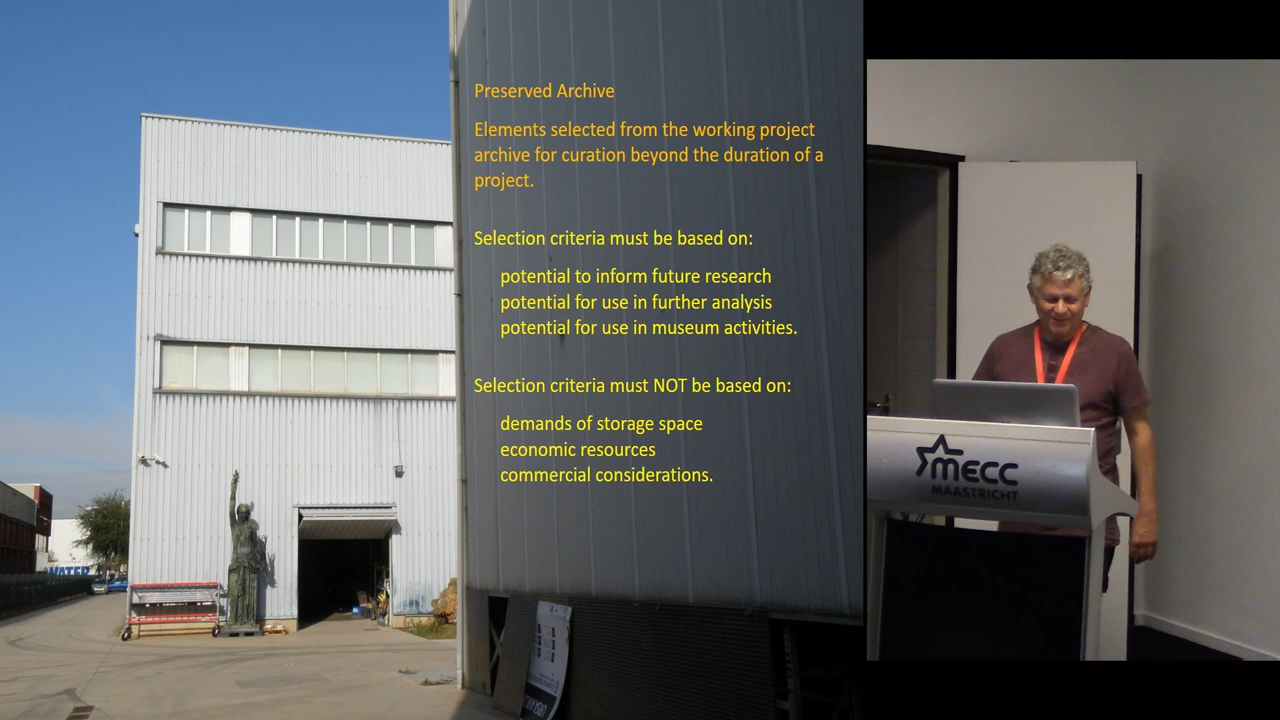 Preserved Archive
Elements selected from the working project
archive for curation beyond the duration of a
project.
Selection criteria must be based on:
potential to inform future research
potential for use in further analysis
potential for use in museum activities.
Selection criteria must NOT be based on:
demands of storage space
economic resources
commercial considerations.
WATER
mecc
MAASTRICHT